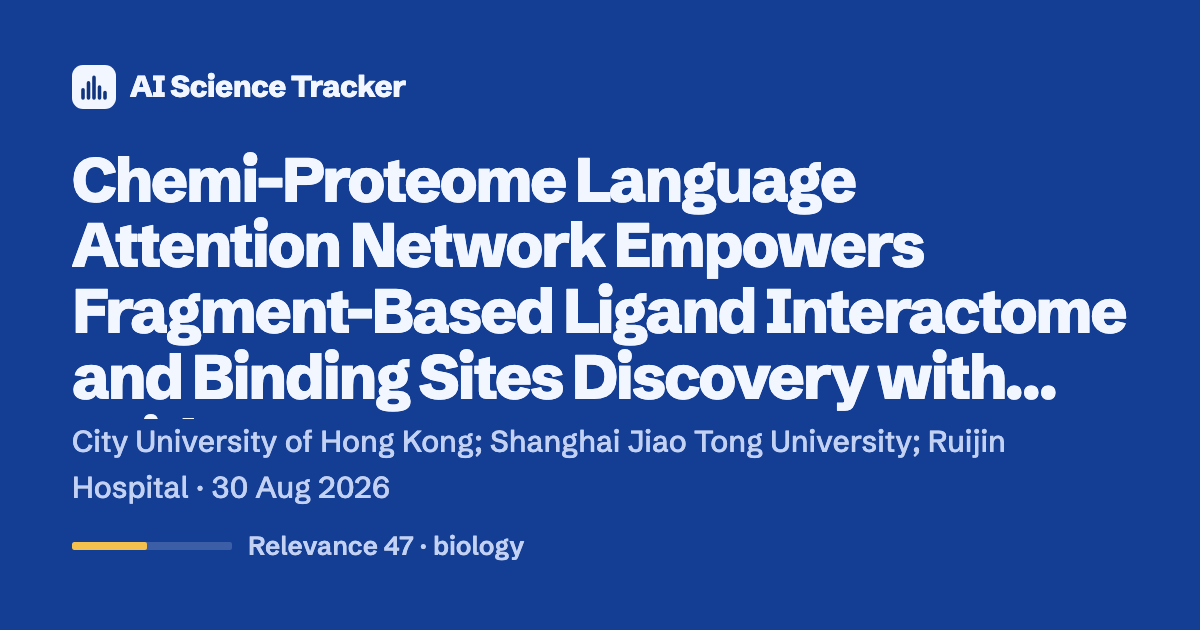 AI Science Tracker
Chemi-Proteome Language
Attention Network Empowers
Fragment-Based Ligand Interactome
and Binding Sites Discovery with...
City University of Hong Kong; Shanghai Jiao Tong University; Ruijin
Hospital · 30 Aug 2026
Relevance 47 · biology